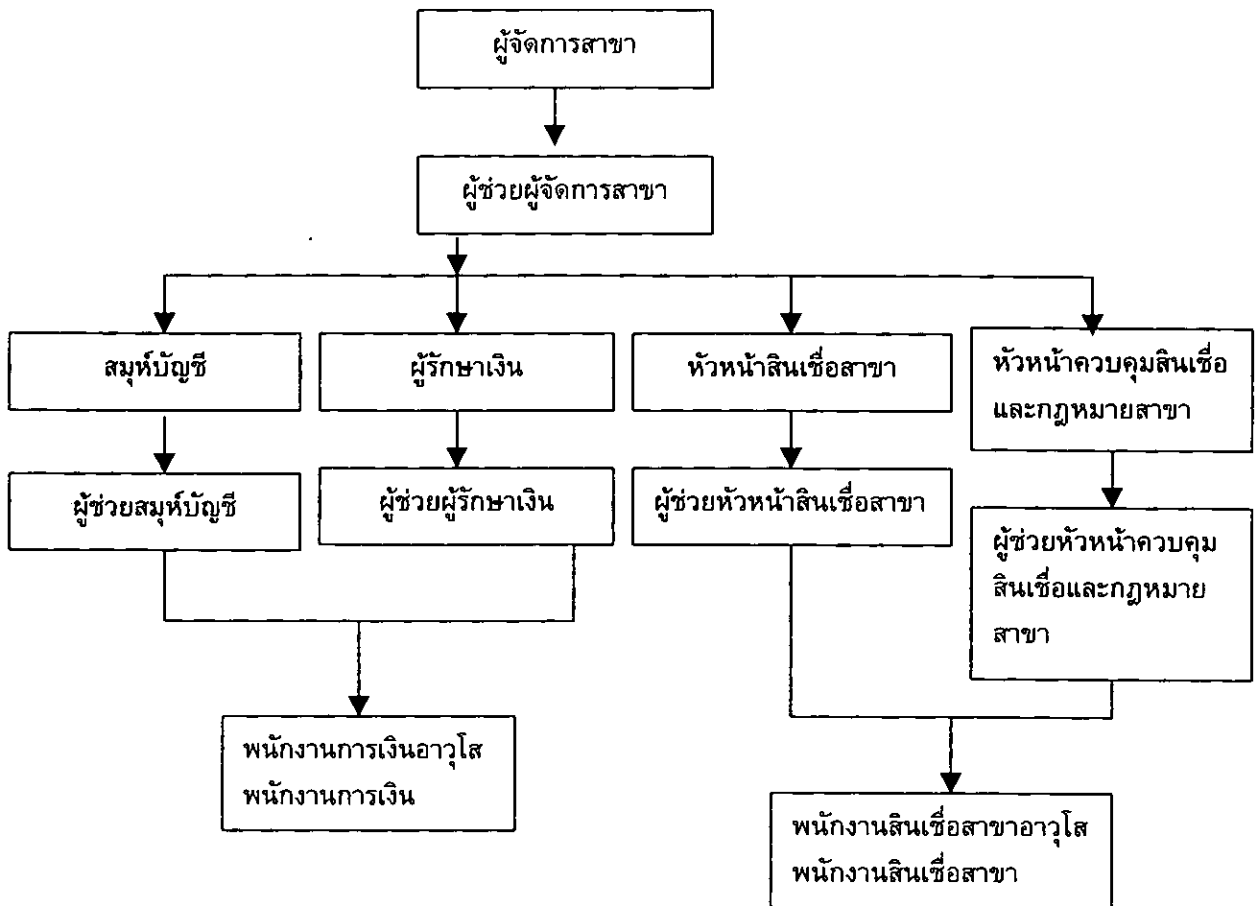 ผู้จัดการสาขา
ผู้ช่วยผู้จัดการสาขา
สมุห์บัญชี
ผู้รักษาเงิน
หัวหน้าสินเชื่อสาขา
หัวหน้าควบคุมสินเชื่อ
และกฎหมายสาขา
ผู้ช่วยสมุห์บัญชี
ผู้ช่วยผู้รักษาเงิน
ผู้ช่วยหัวหน้าสินเชื่อสาขา
ผู้ช่วยหัวหน้าควบคุม
สินเชื่อและกฎหมาย
สาขา
พนักงานการเงินอาวุโส
พนักงานการเงิน
พนักงานสินเชื่อสาขาอาวุโส
พนักงานสินเชื่อสาขา